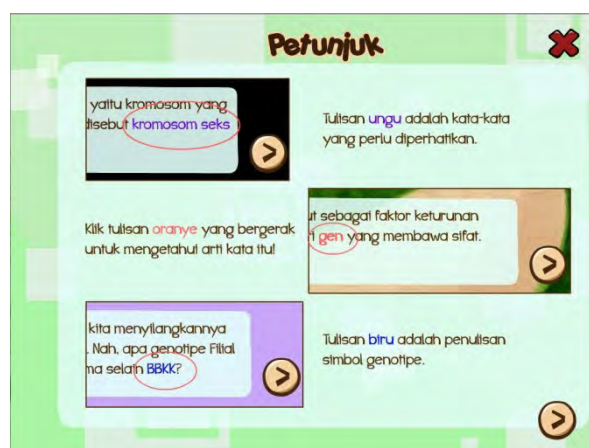 Petunjuk
yaitu kromosom yang
disebut kromosom seks
Tulisan ungu adalah kata-kata
yang perlu diperhatikan.
Klik tulisan oranye yang bergerak
untuk mengetahui arti kata itu!
ut sebagai faktor keturunan
i gen yang membawa sifat.
kita menyilangkannya
. Nah, apa genotipe Filial
ma selain BBKK?
Tulisan biru adalah penulisan
simbol genotipe.